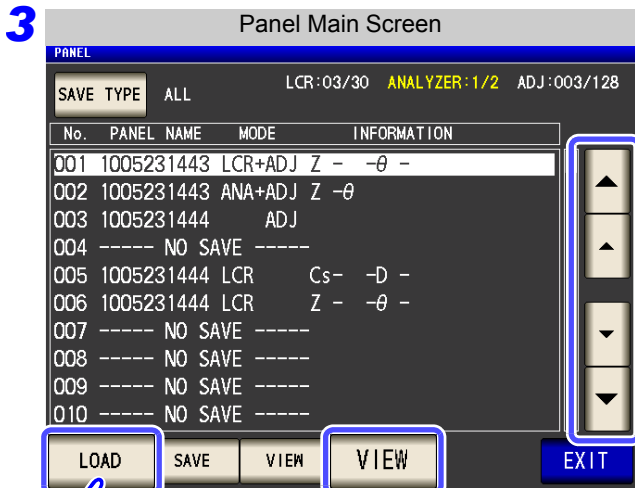 3
Panel Main Screen
PANEL
SAVE TYPE ALL LCR:03/30 ANALYZER:1/2 ADJ:003/128
No. PANEL NAME MODE INFORMATION
001 1005231443 LCR+ADJ Z - -θ -
002 1005231443 ANA+ADJ Z -θ
003 1005231444 ADJ
004 ----- NO SAVE -----
005 1005231444 LCR Cs- -D -
006 1005231444 LCR Z - -θ -
007 ----- NO SAVE -----
008 ----- NO SAVE -----
009 ----- NO SAVE -----
010 ----- NO SAVE -----
LOAD SAVE VIEW VIEW EXIT